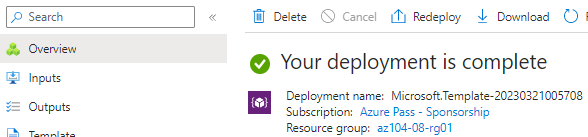 Search
Overview
Inputs
Outputs
Template
Delete Cancel Redeploy Download
Your deployment is complete
Deployment name: Microsoft.Template-20230321005708
Subscription: Azure Pass - Sponsorship
Resource group: az104-08-rg01